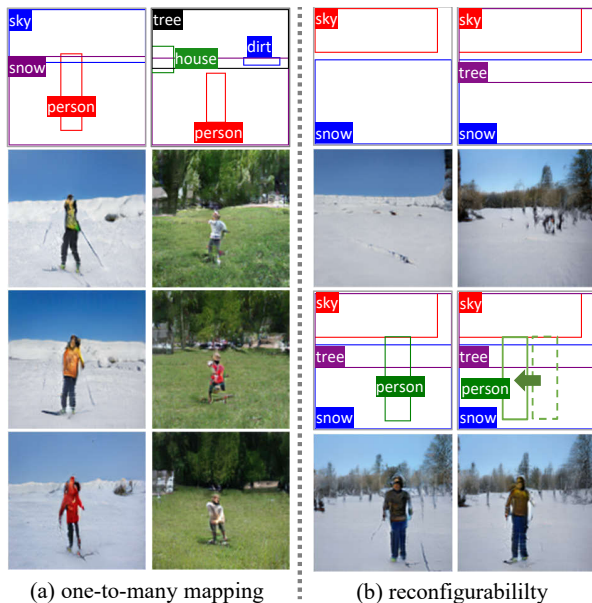 sky
snow
person
tree
house
dirt
person
sky
snow
sky
tree
snow
sky
tree
person
snow
sky
tree
person
snow
(a) one-to-many mapping
(b) reconfigurabililty